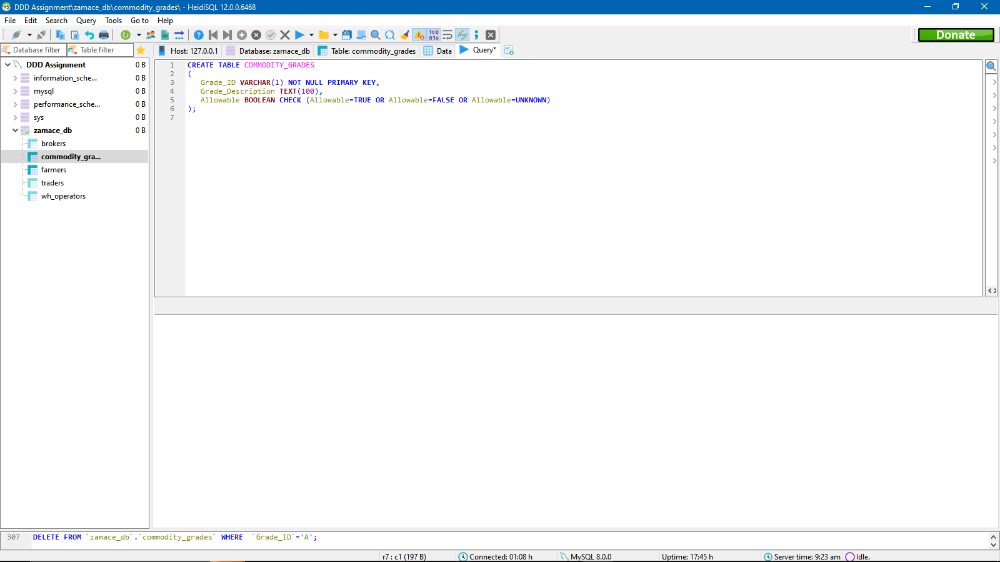 DDD Assignment\zamace_db\commodity_grades\ - HeidiSQL 12.0.0.6468
File Edit Search Query Tools Go to Help
Donate
Database filter Table filter Host: 127.0.0.1 Database: zamace_db Table: commodity_grades Data Query*
DDD Assignment 0 B
information_sche... 0 B
mysql 0 B
performance_sche... 0 B
sys 0 B
zamace_db 0 B
brokers
commodity_gra...
farmers
traders
wh_operators
1 CREATE TABLE COMMODITY_GRADES
2 (
3 Grade_ID VARCHAR(1) NOT NULL PRIMARY KEY,
4 Grade_Description TEXT(100),
5 Allowable BOOLEAN CHECK (Allowable=TRUE OR Allowable=FALSE OR Allowable=UNKNOWN)
6 );
7
307 DELETE FROM `zamace_db`.`commodity_grades` WHERE  `Grade_ID`='A';
r7 : c1 (197 B) Connected: 01:08 h MySQL 8.0.0 Uptime: 17:45 h Server time: 9:23 am Idle.